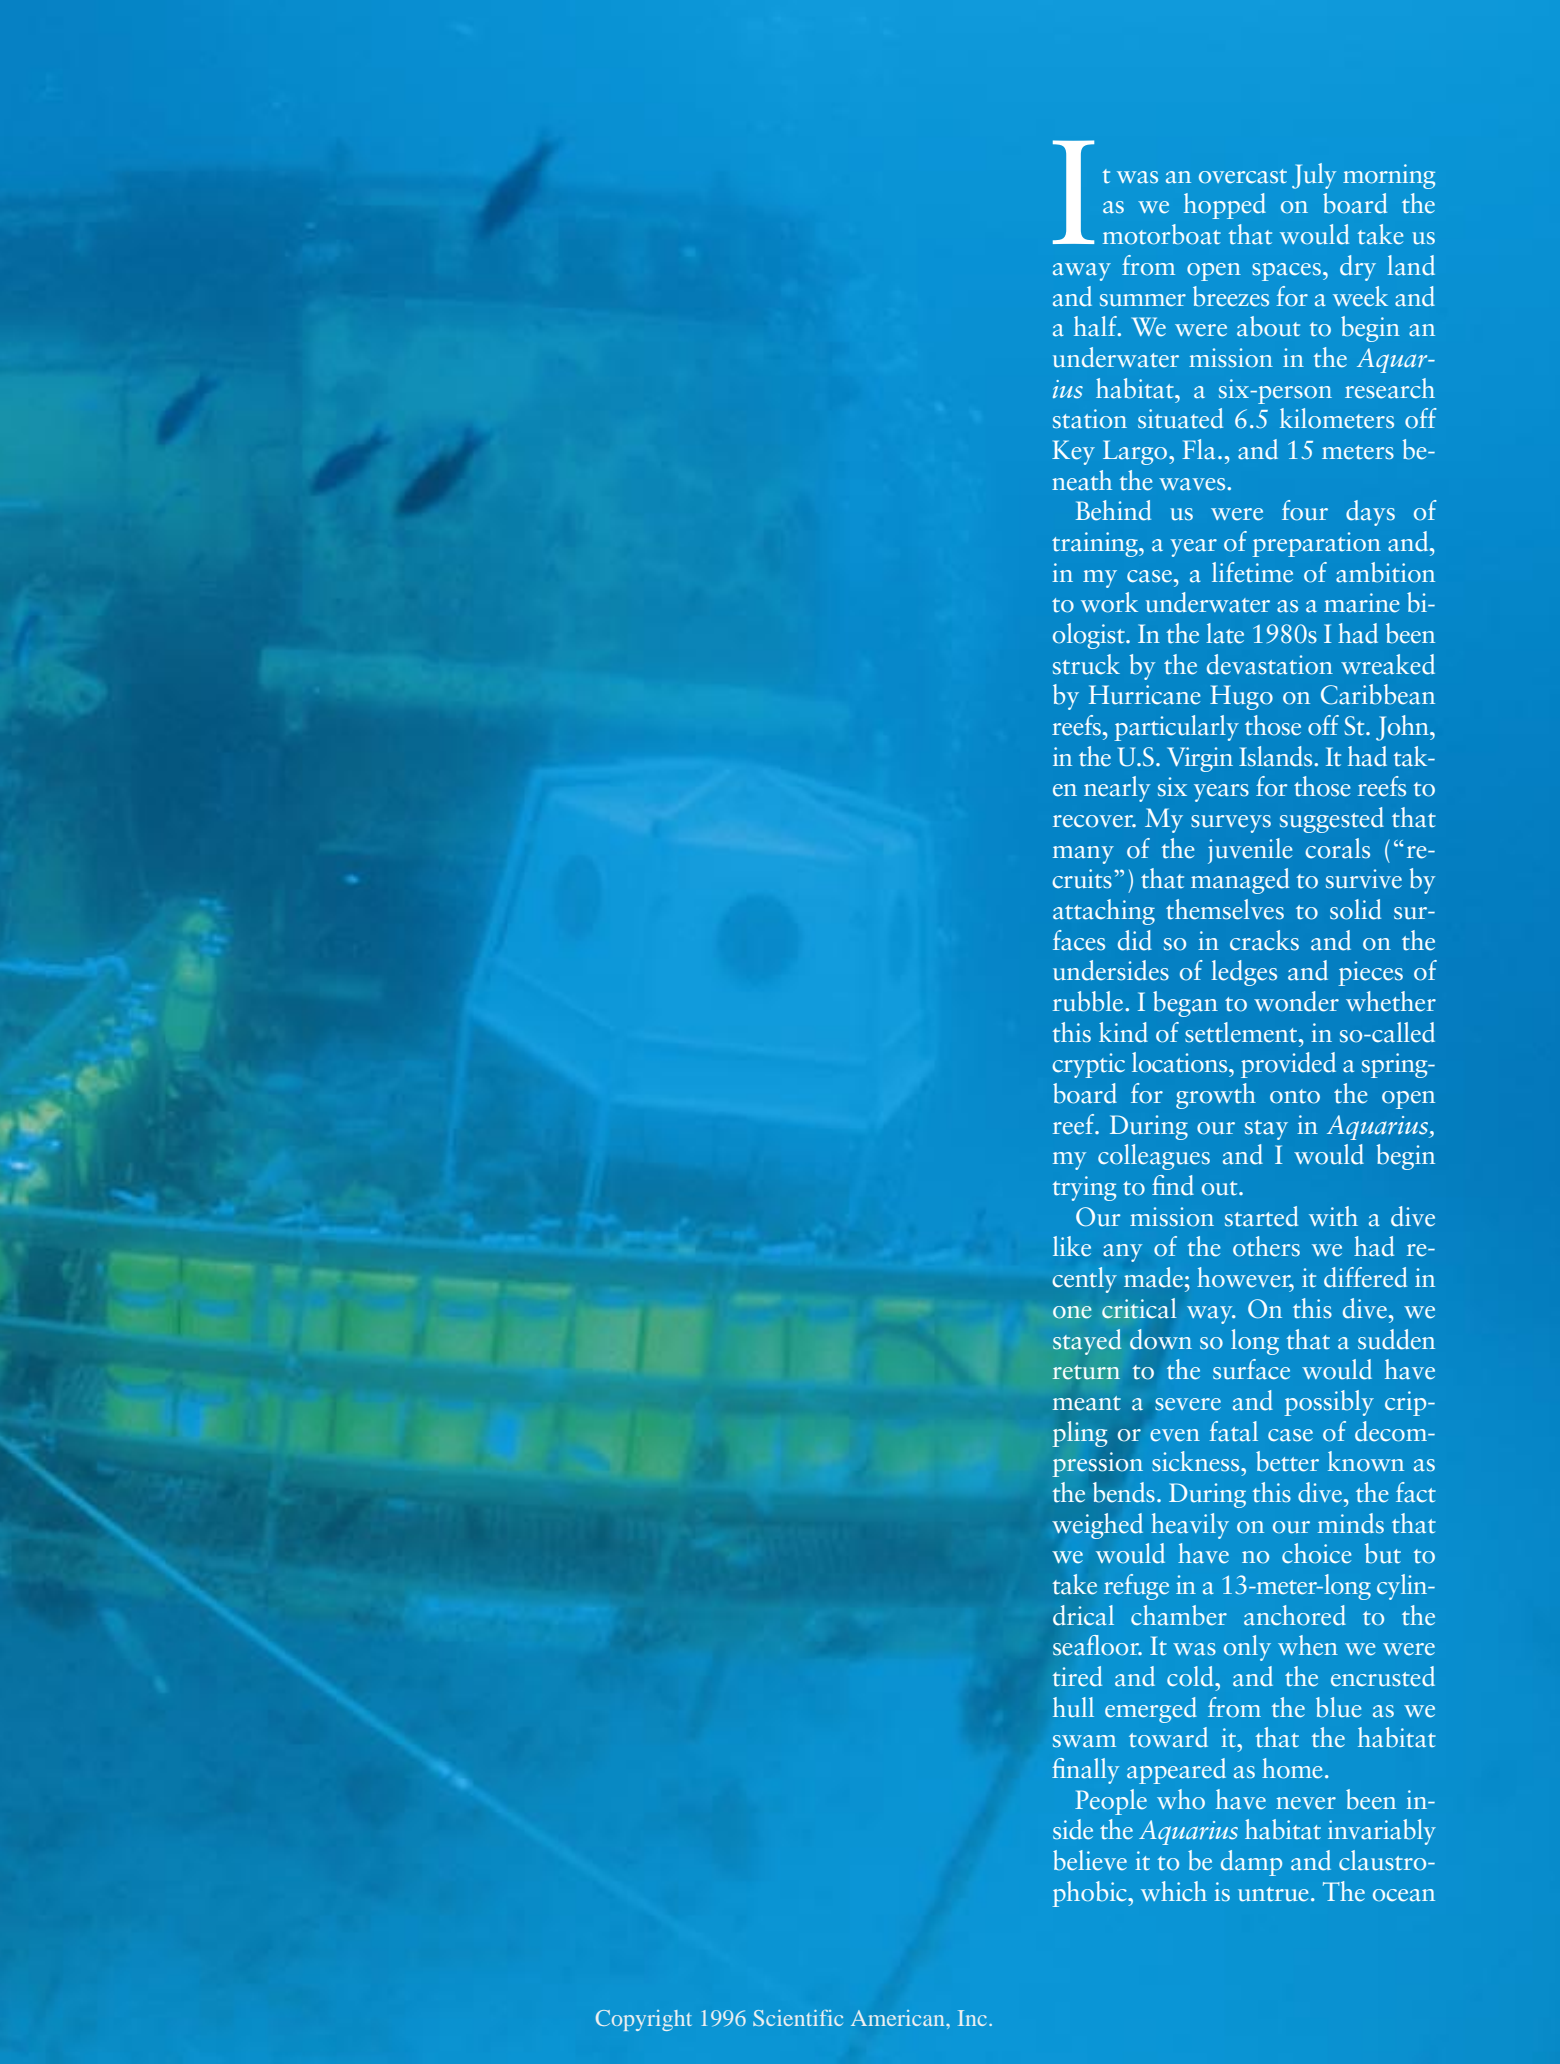 It was an overcast July morning
as we hopped on board the
motorboat that would take us
away from open spaces, dry land
and summer breezes for a week and
a half. We were about to begin an
underwater mission in the Aquar-
ius habitat, a six-person research
station situated 6.5 kilometers off
Key Largo, Fla., and 15 meters be-
neath the waves.
Behind us were four days of
training, a year of preparation and,
in my case, a lifetime of ambition
to work underwater as a marine bi-
ologist. In the late 1980s I had been
struck by the devastation wreaked
by Hurricane Hugo on Caribbean
reefs, particularly those off St. John,
in the U.S. Virgin Islands. It had tak-
en nearly six years for those reefs to
recover. My surveys suggested that
many of the juvenile corals (“re-
cruits”) that managed to survive by
attaching themselves to solid sur-
faces did so in cracks and on the
undersides of ledges and pieces of
rubble. I began to wonder whether
this kind of settlement, in so-called
cryptic locations, provided a spring-
board for growth onto the open
reef. During our stay in Aquarius,
my colleagues and I would begin
trying to find out.
Our mission started with a dive
like any of the others we had re-
cently made; however, it differed in
one critical way. On this dive, we
stayed down so long that a sudden
return to the surface would have
meant a severe and possibly crip-
pling or even fatal case of decom-
pression sickness, better known as
the bends. During this dive, the fact
weighed heavily on our minds that
we would have no choice but to
take refuge in a 13-meter-long cylin-
drical chamber anchored to the
seafloor. It was only when we were
tired and cold, and the encrusted
hull emerged from the blue as we
swam toward it, that the habitat
finally appeared as home.
People who have never been in-
side the Aquarius habitat invariably
believe it to be damp and claustro-
phobic, which is untrue. The ocean
Copyright 1996 Scientific American, Inc.